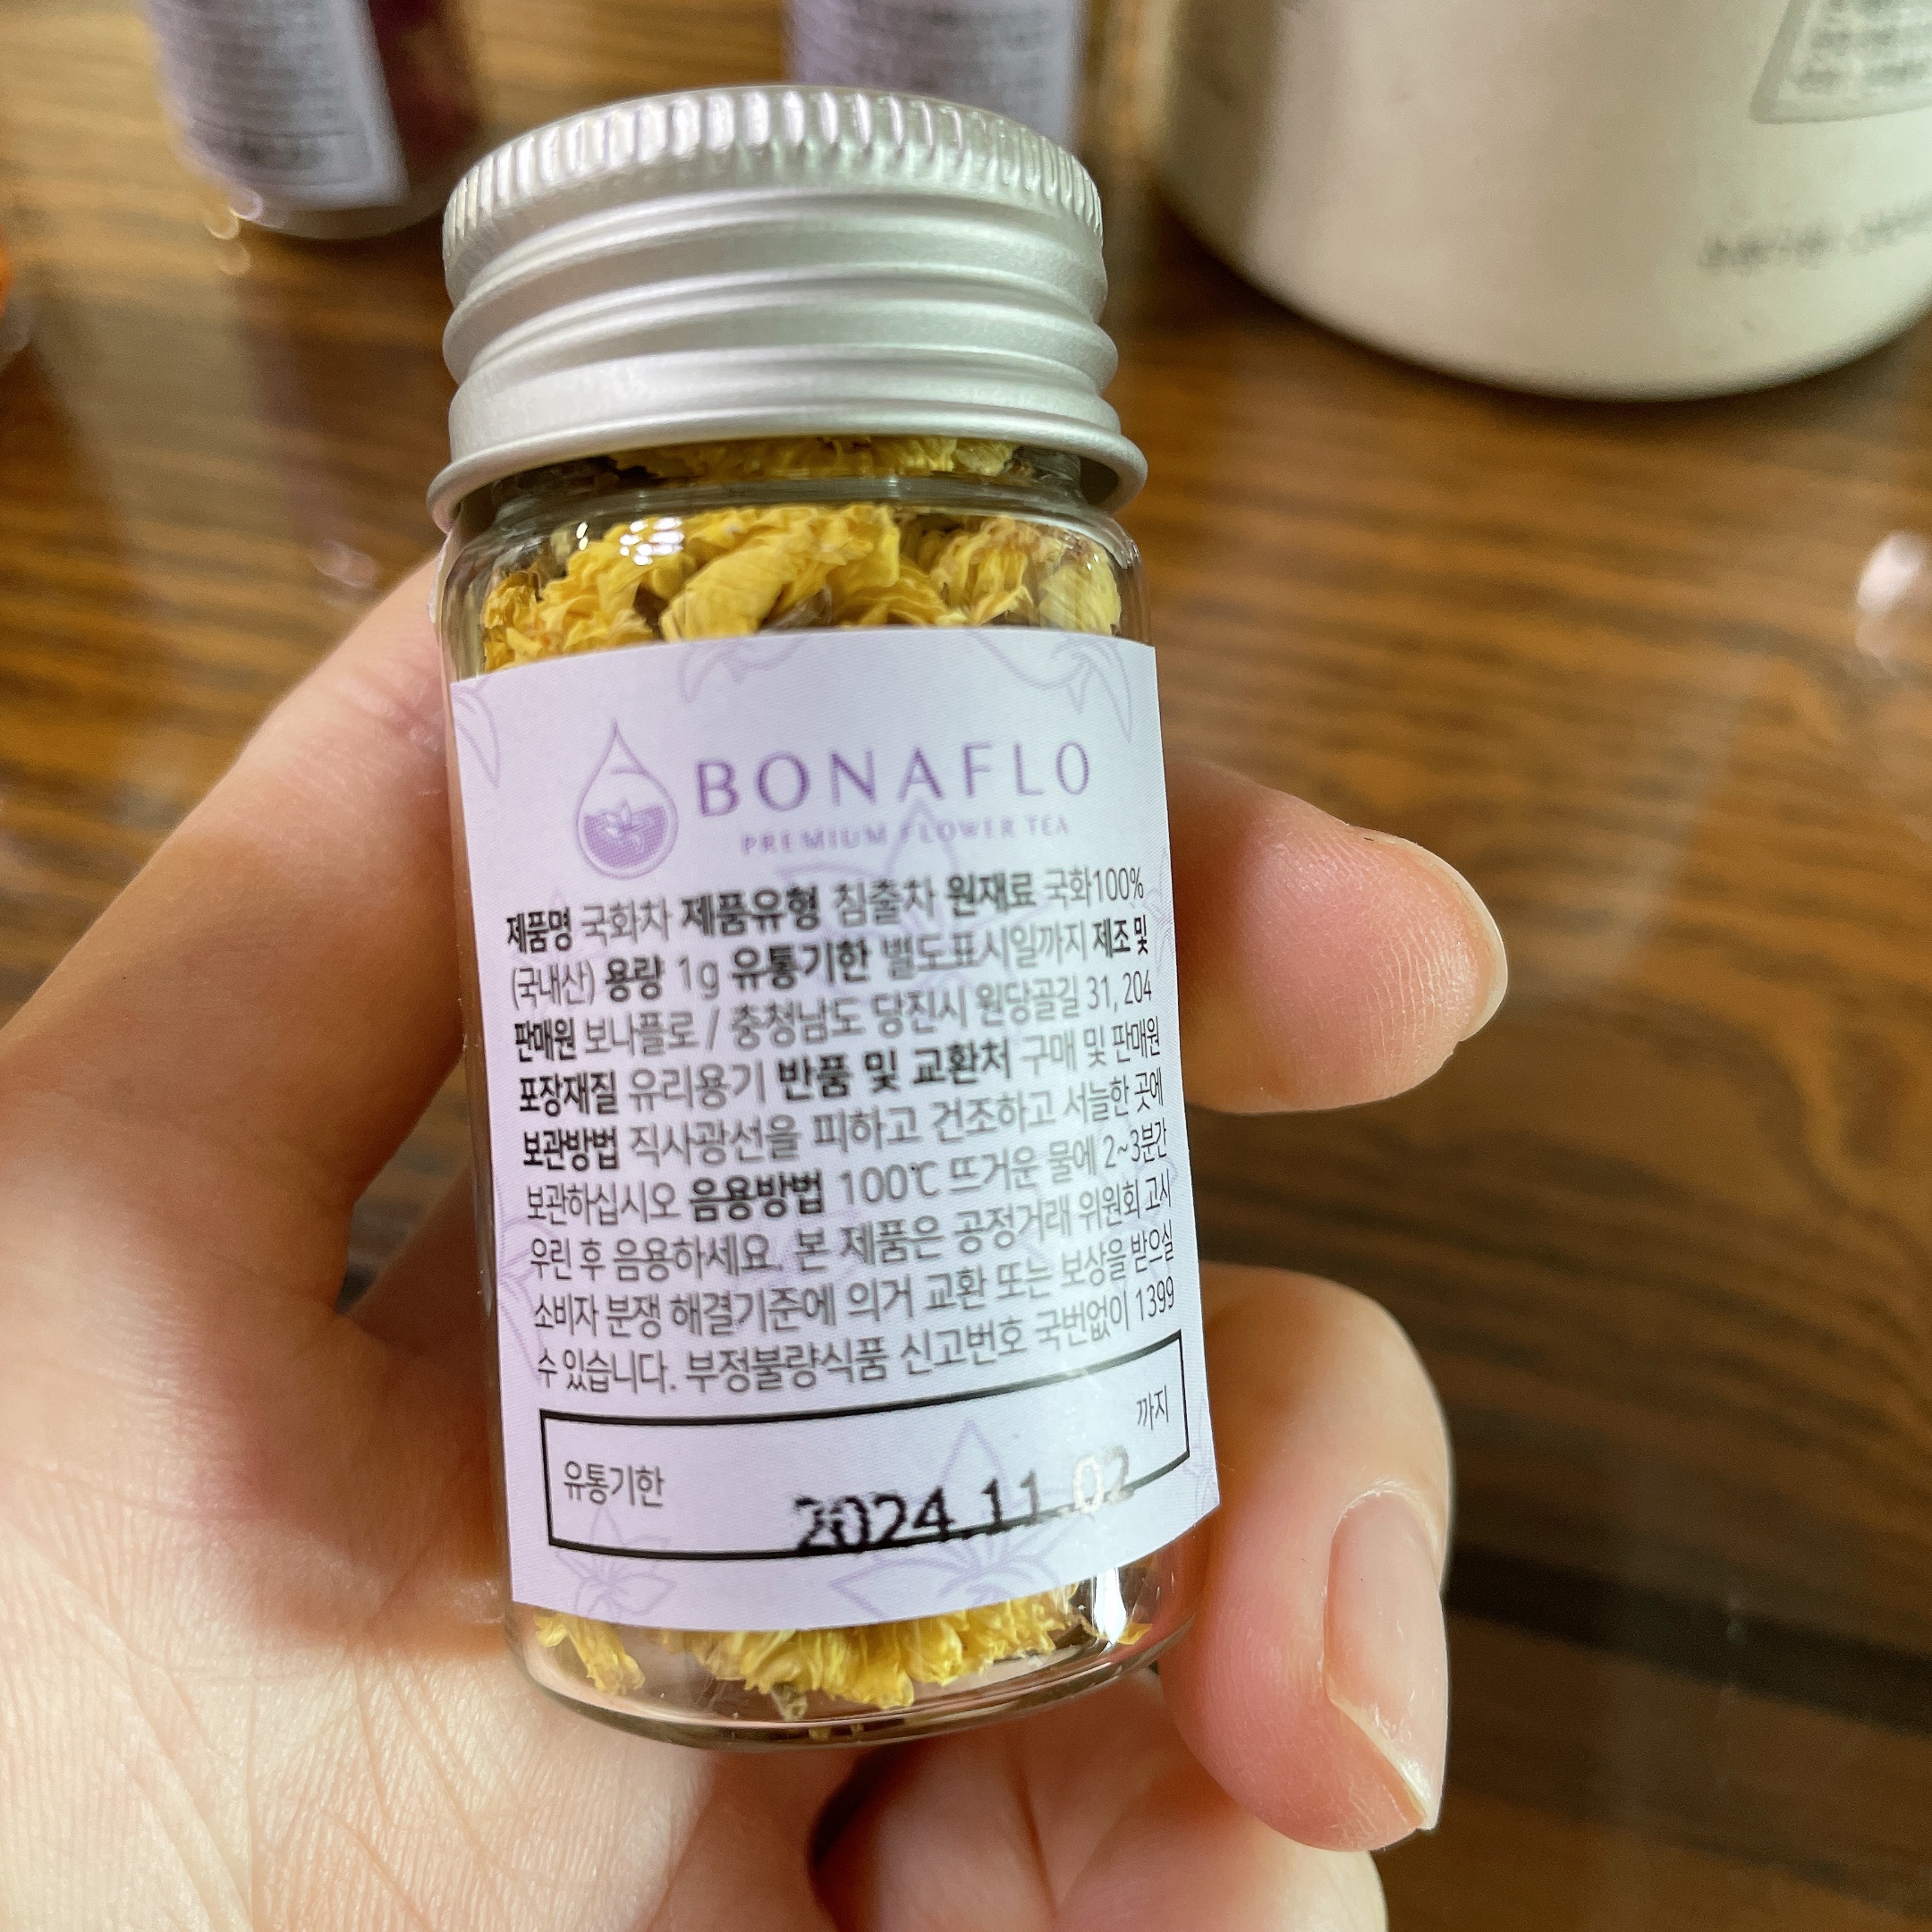 BONAFLO
PREMIUM FLOWER TEA
제품명 국화차 제품유형 침출차 원재료 국화100%
(국내산) 용량 1g 유통기한 별도표시일까지 제조 및
판매원 보나플로 / 충청남도 당진시 원당골길 31, 204
포장재질 유리용기 반품 및 교환처 구매 및 판매원
보관방법 직사광선을 피하고 건조하고 서늘한 곳에
보관하십시오 음용방법 100℃ 뜨거운 물에 2~3분간
우린 후 음용하세요. 본 제품은 공정거래 위원회 고시
소비자 분쟁 해결기준에 의거 교환 또는 보상을 받으실
수 있습니다. 부정불량식품 신고번호 국번없이 1399
유통기한 2024.11.02 까지